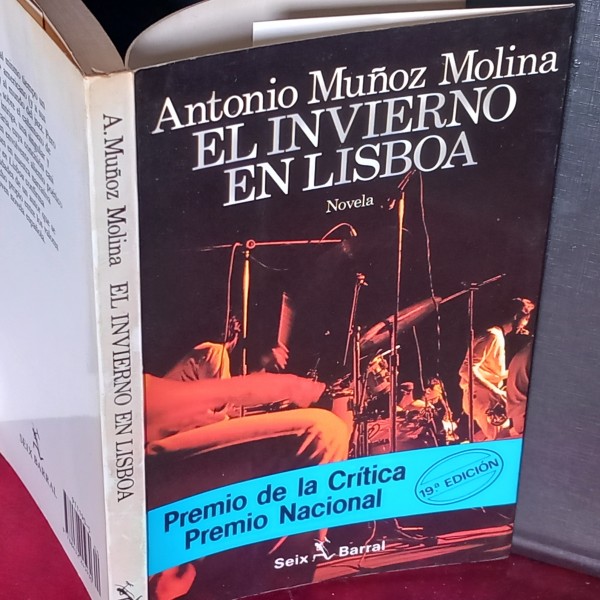 Antonio Muñoz Molina
EL INVIERNO
EN LISBOA
Novela
Premio de la Crítica
Premio Nacional
19.ª EDICIÓN
Seix Barral
A. Muñoz Molina EL INVIERNO EN LISBOA
SEIX BARRAL